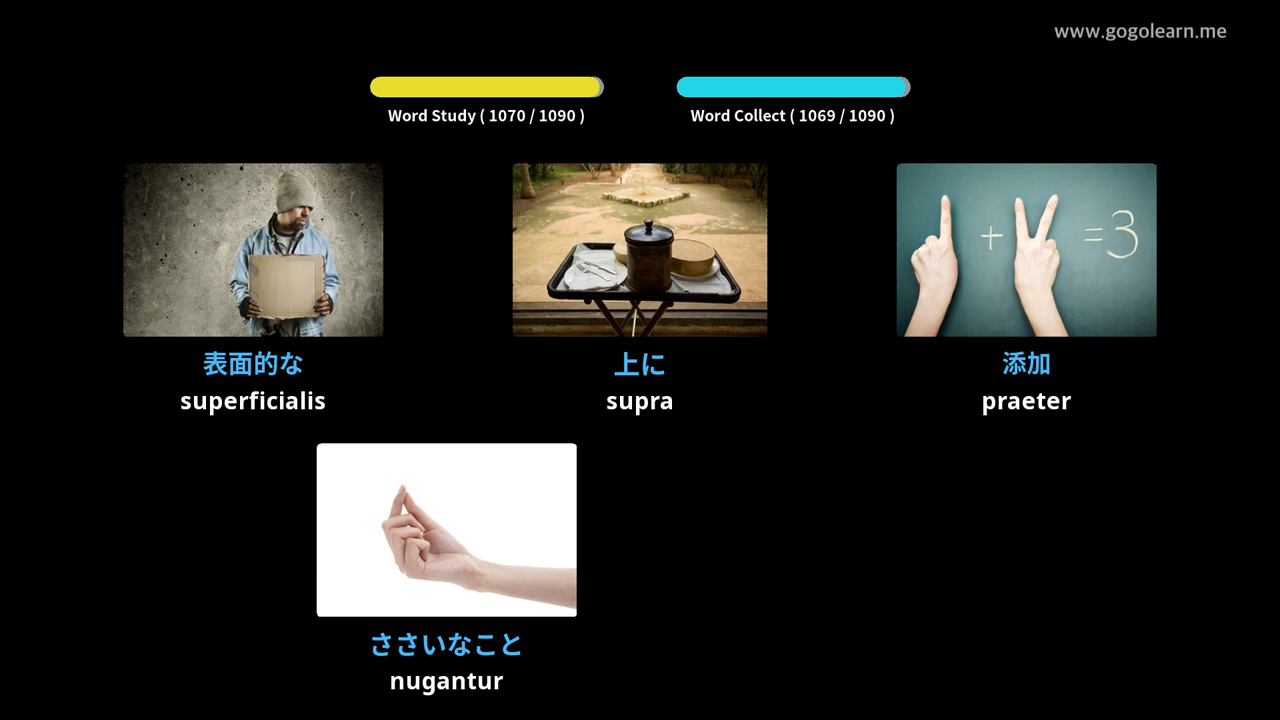 www.gogolearn.me
Word Study ( 1070 / 1090 )
Word Collect ( 1069 / 1090 )
+ =3
表面的な
superficialis
上に
supra
添加
praeter
ささいなこと
nugantur